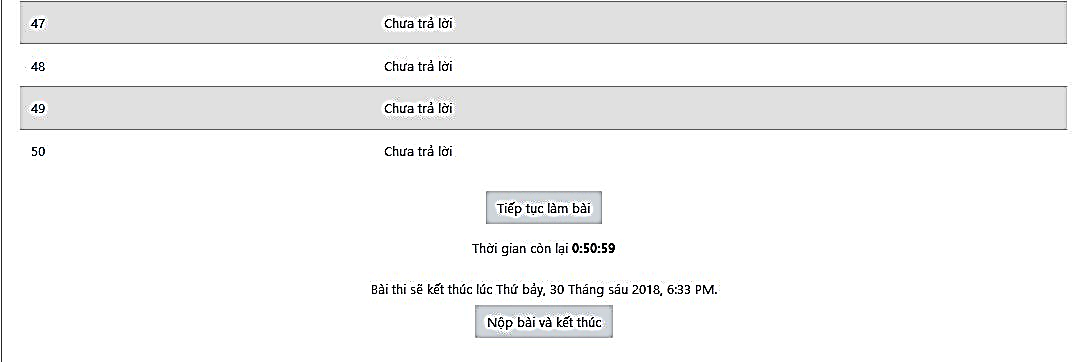 47 Chưa trả lời
48 Chưa trả lời
49 Chưa trả lời
50 Chưa trả lời
Tiếp tục làm bài
Thời gian còn lại 0:50:59
Bài thi sẽ kết thúc lúc Thứ bảy, 30 Tháng sáu 2018, 6:33 PM.
Nộp bài và kết thúc